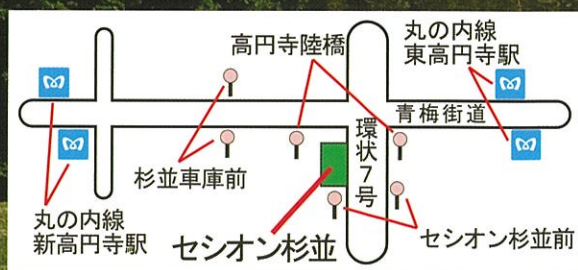 高円寺陸橋
丸の内線
東高円寺駅
青梅街道
環状7号
杉並車庫前
丸の内線
新高円寺駅
セシオン杉並
セシオン杉並前